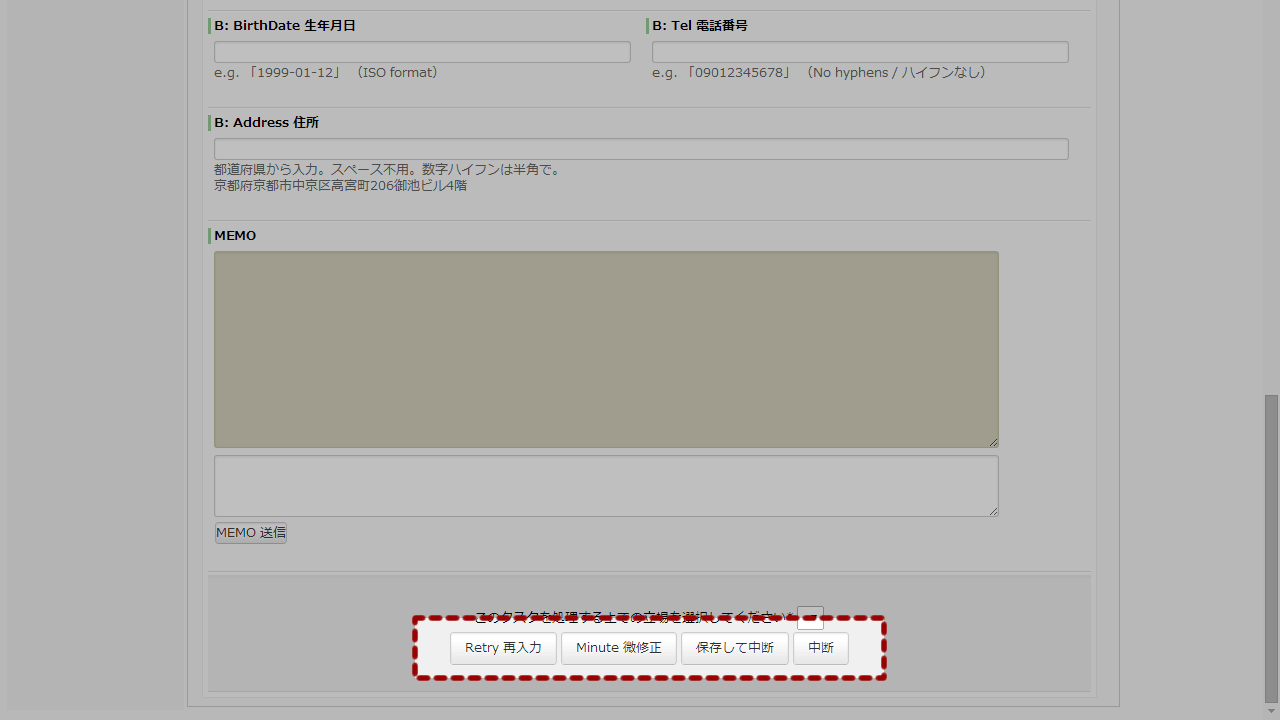 B: BirthDate 生年月日
B: Tel 電話番号
e.g. 「1999-01-12」 （ISO format）
e.g. 「09012345678」 （No hyphens / ハイフンなし）
B: Address 住所
都道府県から入力。スペース不用。数字ハイフンは半角で。
京都府京都市中京区高宮町206御池ビル4階
MEMO
MEMO 送信
このタスクを処理する上での立場を選択してください*
Retry 再入力
Minute 微修正
保存して中断
中断